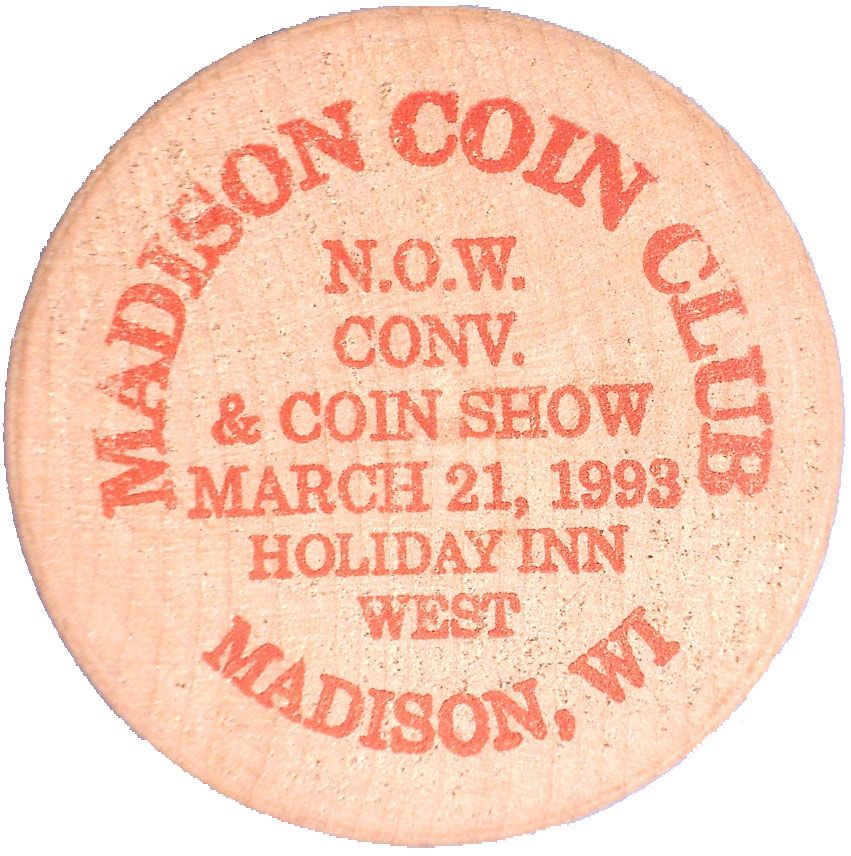 MADISON COIN CLUB
N.O.W.
CONV.
& COIN SHOW
MARCH 21, 1993
HOLIDAY INN
WEST
MADISON, WI